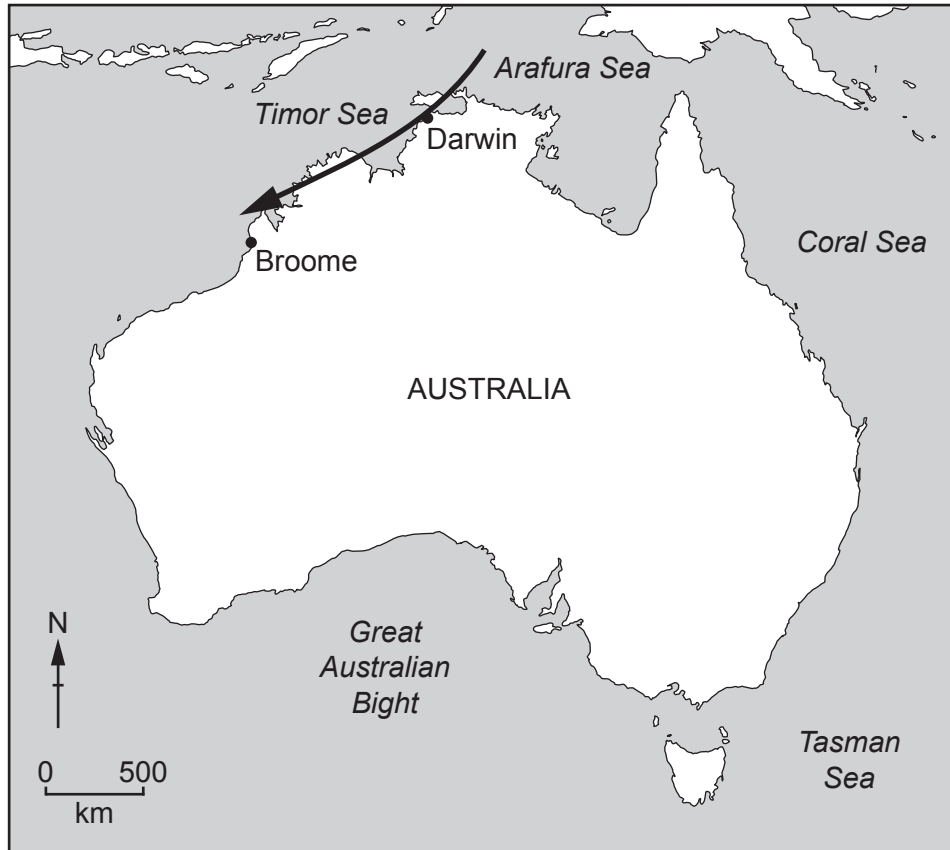 Arafura Sea
Timor Sea
Darwin
Coral Sea
Broome
AUSTRALIA
N
Great
Australian
Bight
Tasman
Sea
0 500
km